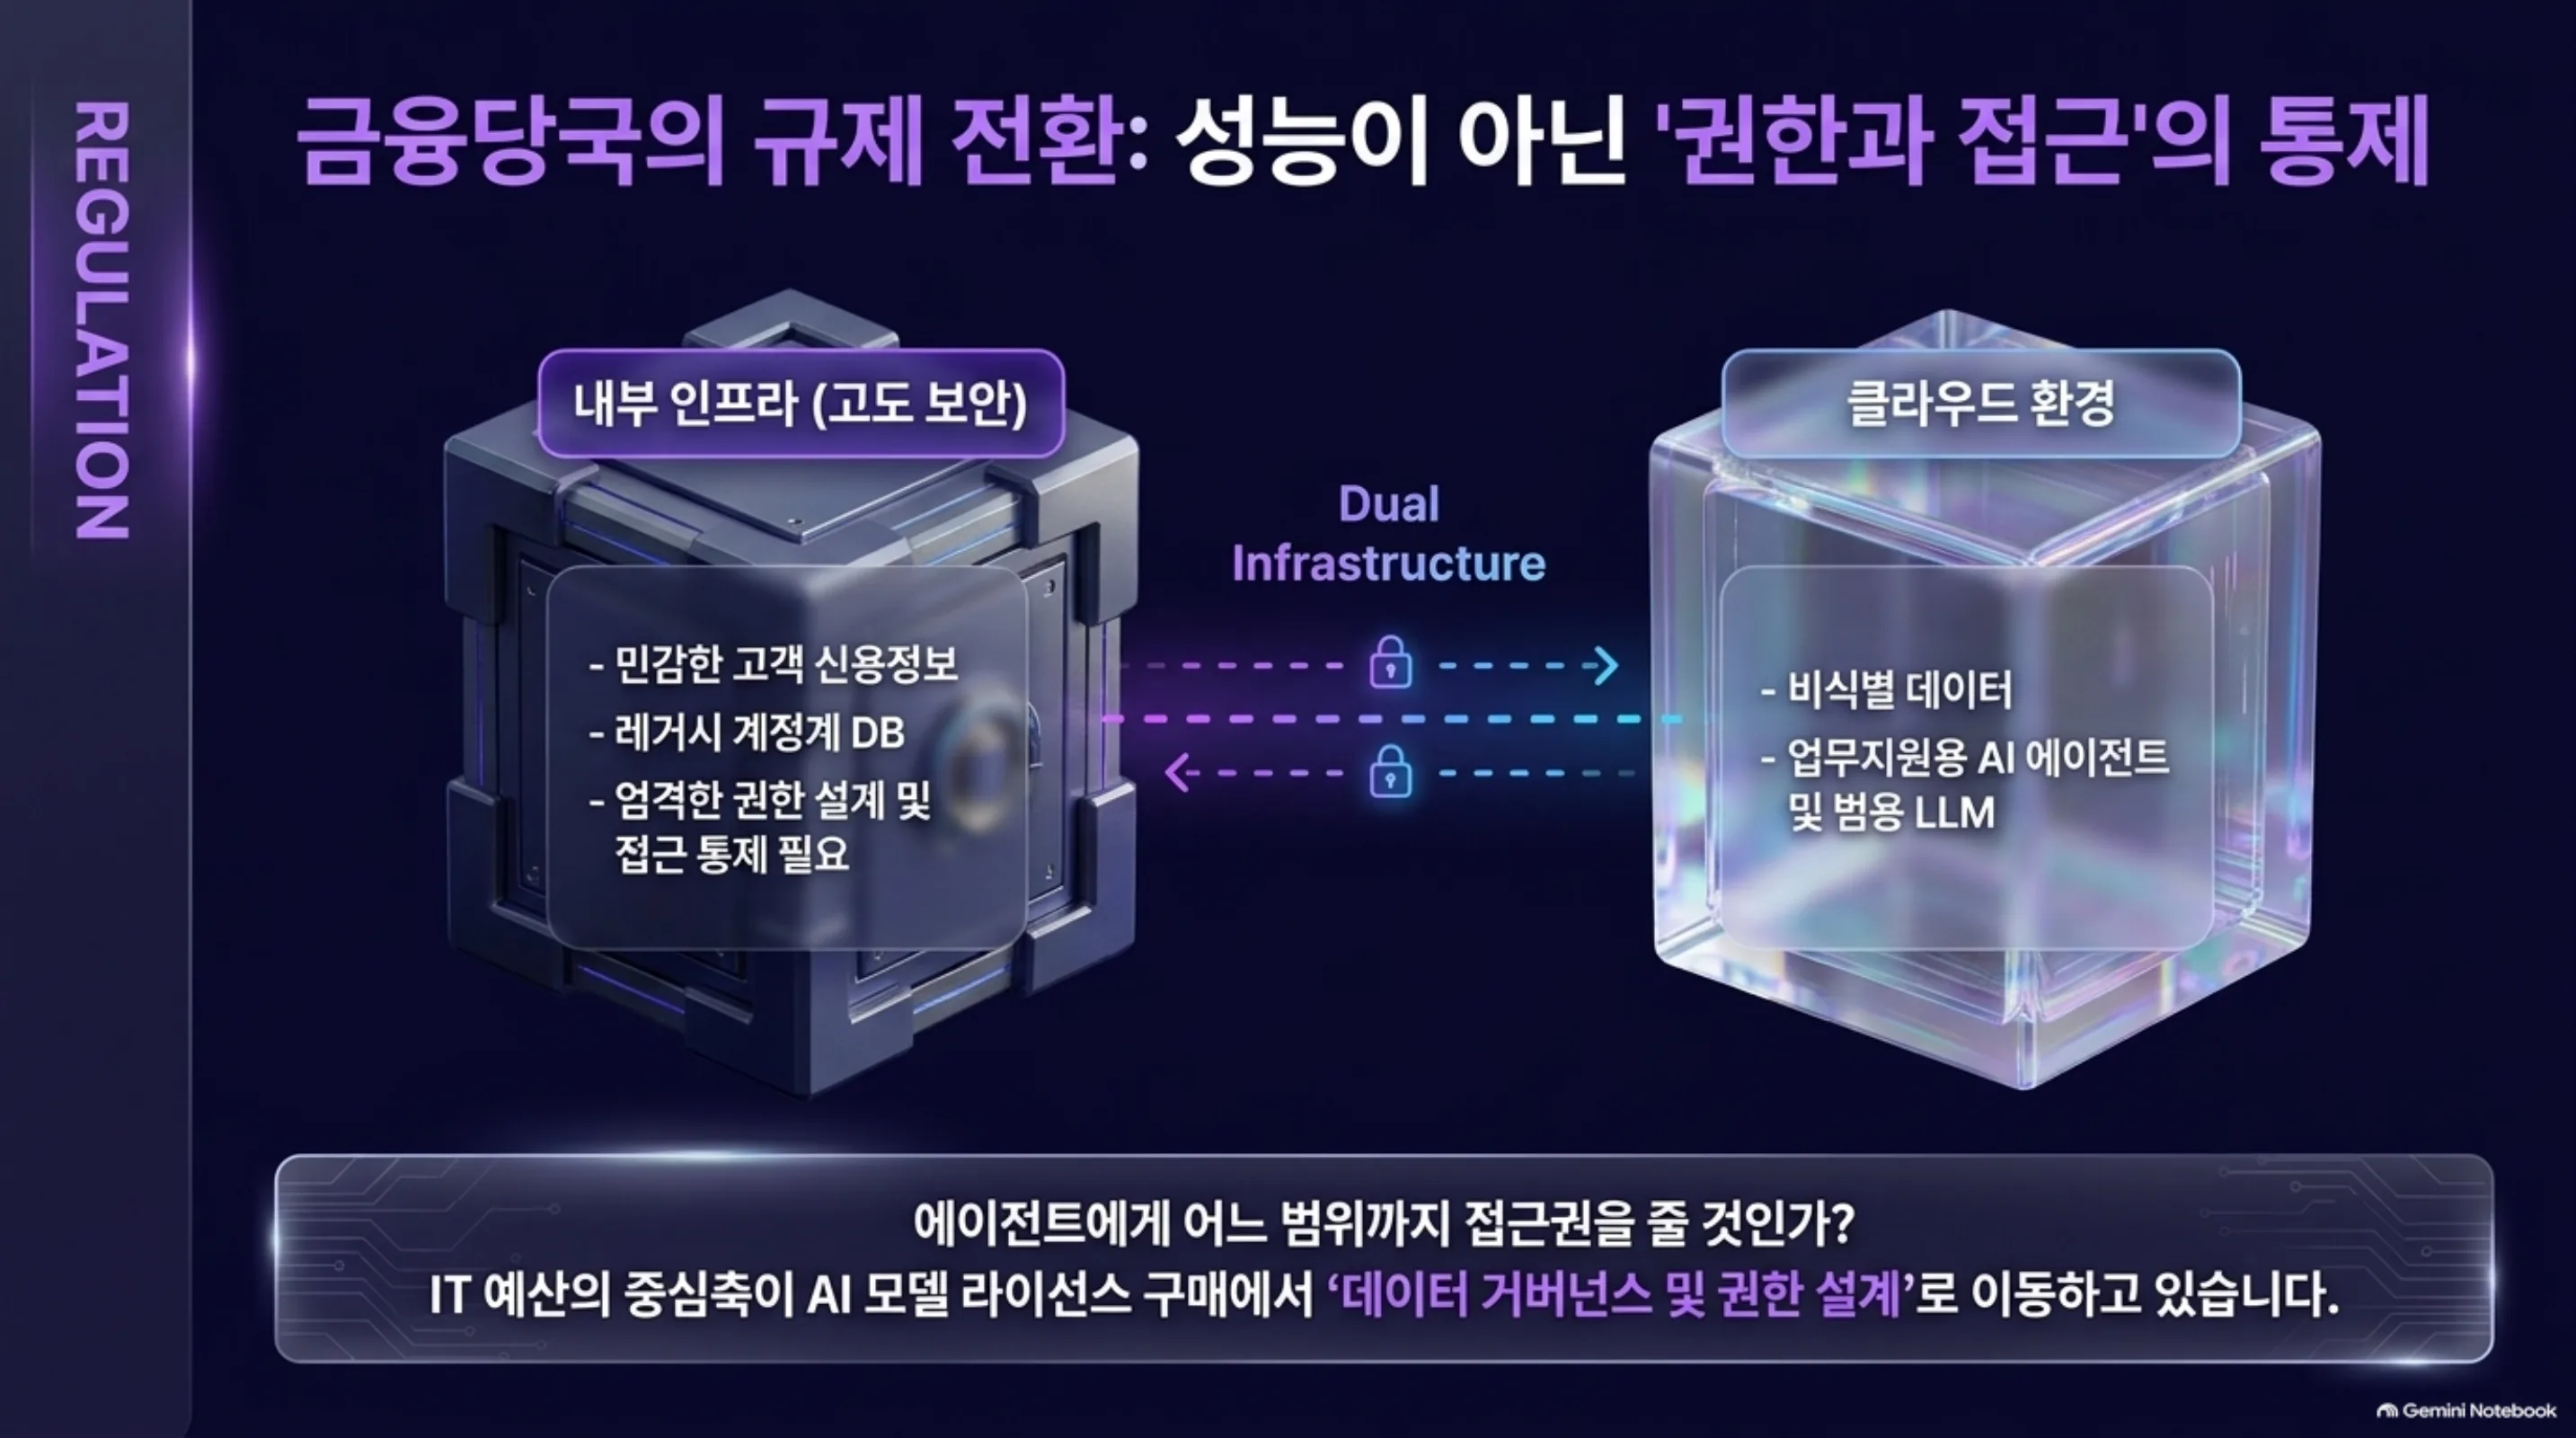 REGULATION
금융당국의 규제 전환: 성능이 아닌 '권한과 접근'의 통제
내부 인프라 (고도 보안)
- 민감한 고객 신용정보
- 레거시 계정계 DB
- 엄격한 권한 설계 및
접근 통제 필요
Dual
Infrastructure
클라우드 환경
- 비식별 데이터
- 업무지원용 AI 에이전트
및 범용 LLM
에이전트에게 어느 범위까지 접근권을 줄 것인가?
IT 예산의 중심축이 AI 모델 라이선스 구매에서 ‘데이터 거버넌스 및 권한 설계’로 이동하고 있습니다.
Gemini Notebook